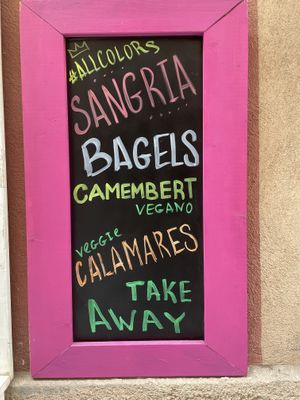 #ALLCOLORS
SANGRIA
BAGELS
CAMEMBERT
VEGANO
veggie
CALAMARES
TAKE
AWAY